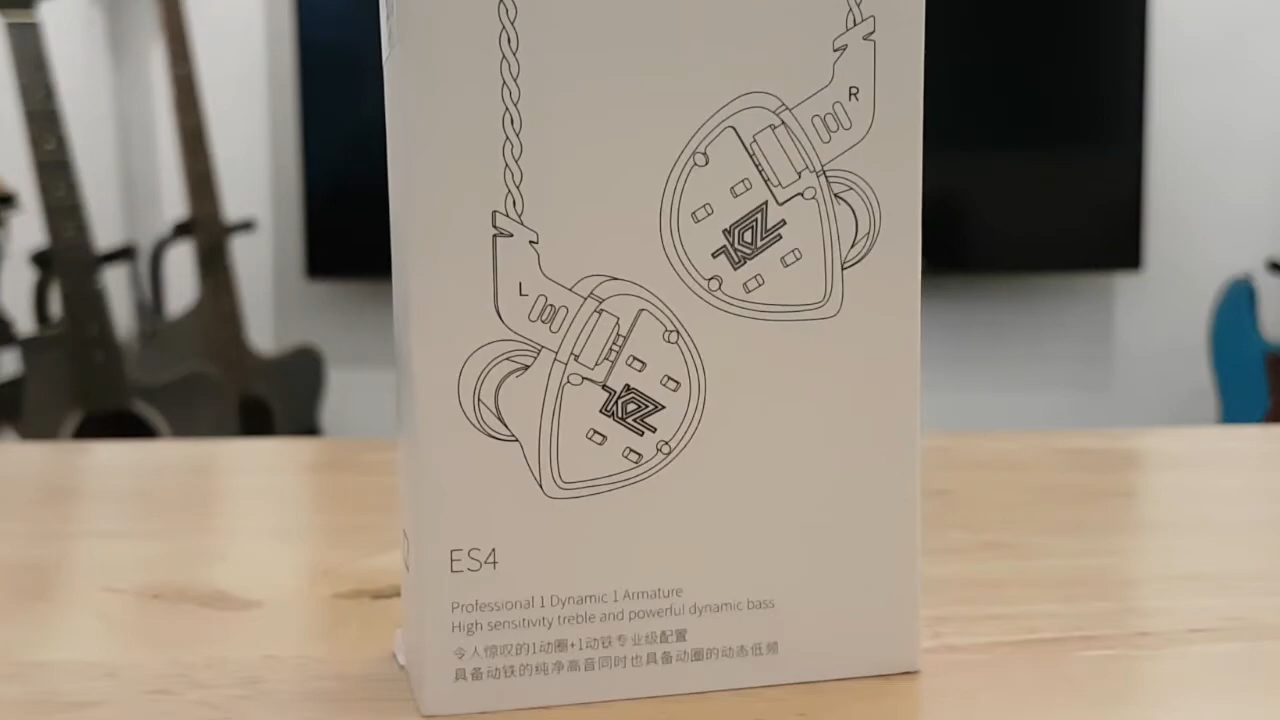 R
L
KZ
KZ
ES4
Professional 1 Dynamic 1 Armature
High sensitivity treble and powerful dynamic bass
令人惊叹的1动圈+1动铁专业级配置
具备动铁的纯净高音同时也具备动圈的动态低频